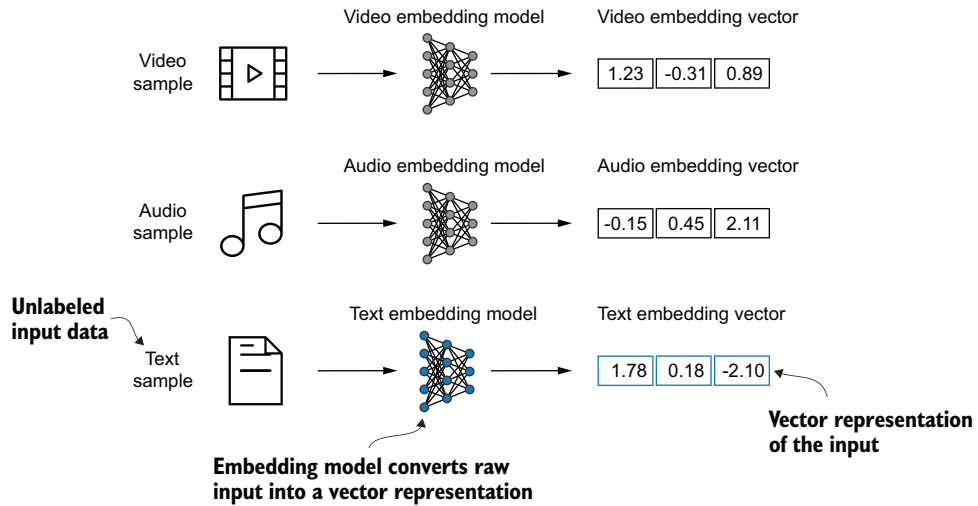 Video embedding model
Video embedding vector
Video
sample
1.23 -0.31 0.89
Audio embedding model
Audio embedding vector
Audio
sample
-0.15 0.45 2.11
Unlabeled
input data
Text embedding model
Text embedding vector
Text
sample
1.78 0.18 -2.10
Vector representation
of the input
Embedding model converts raw
input into a vector representation